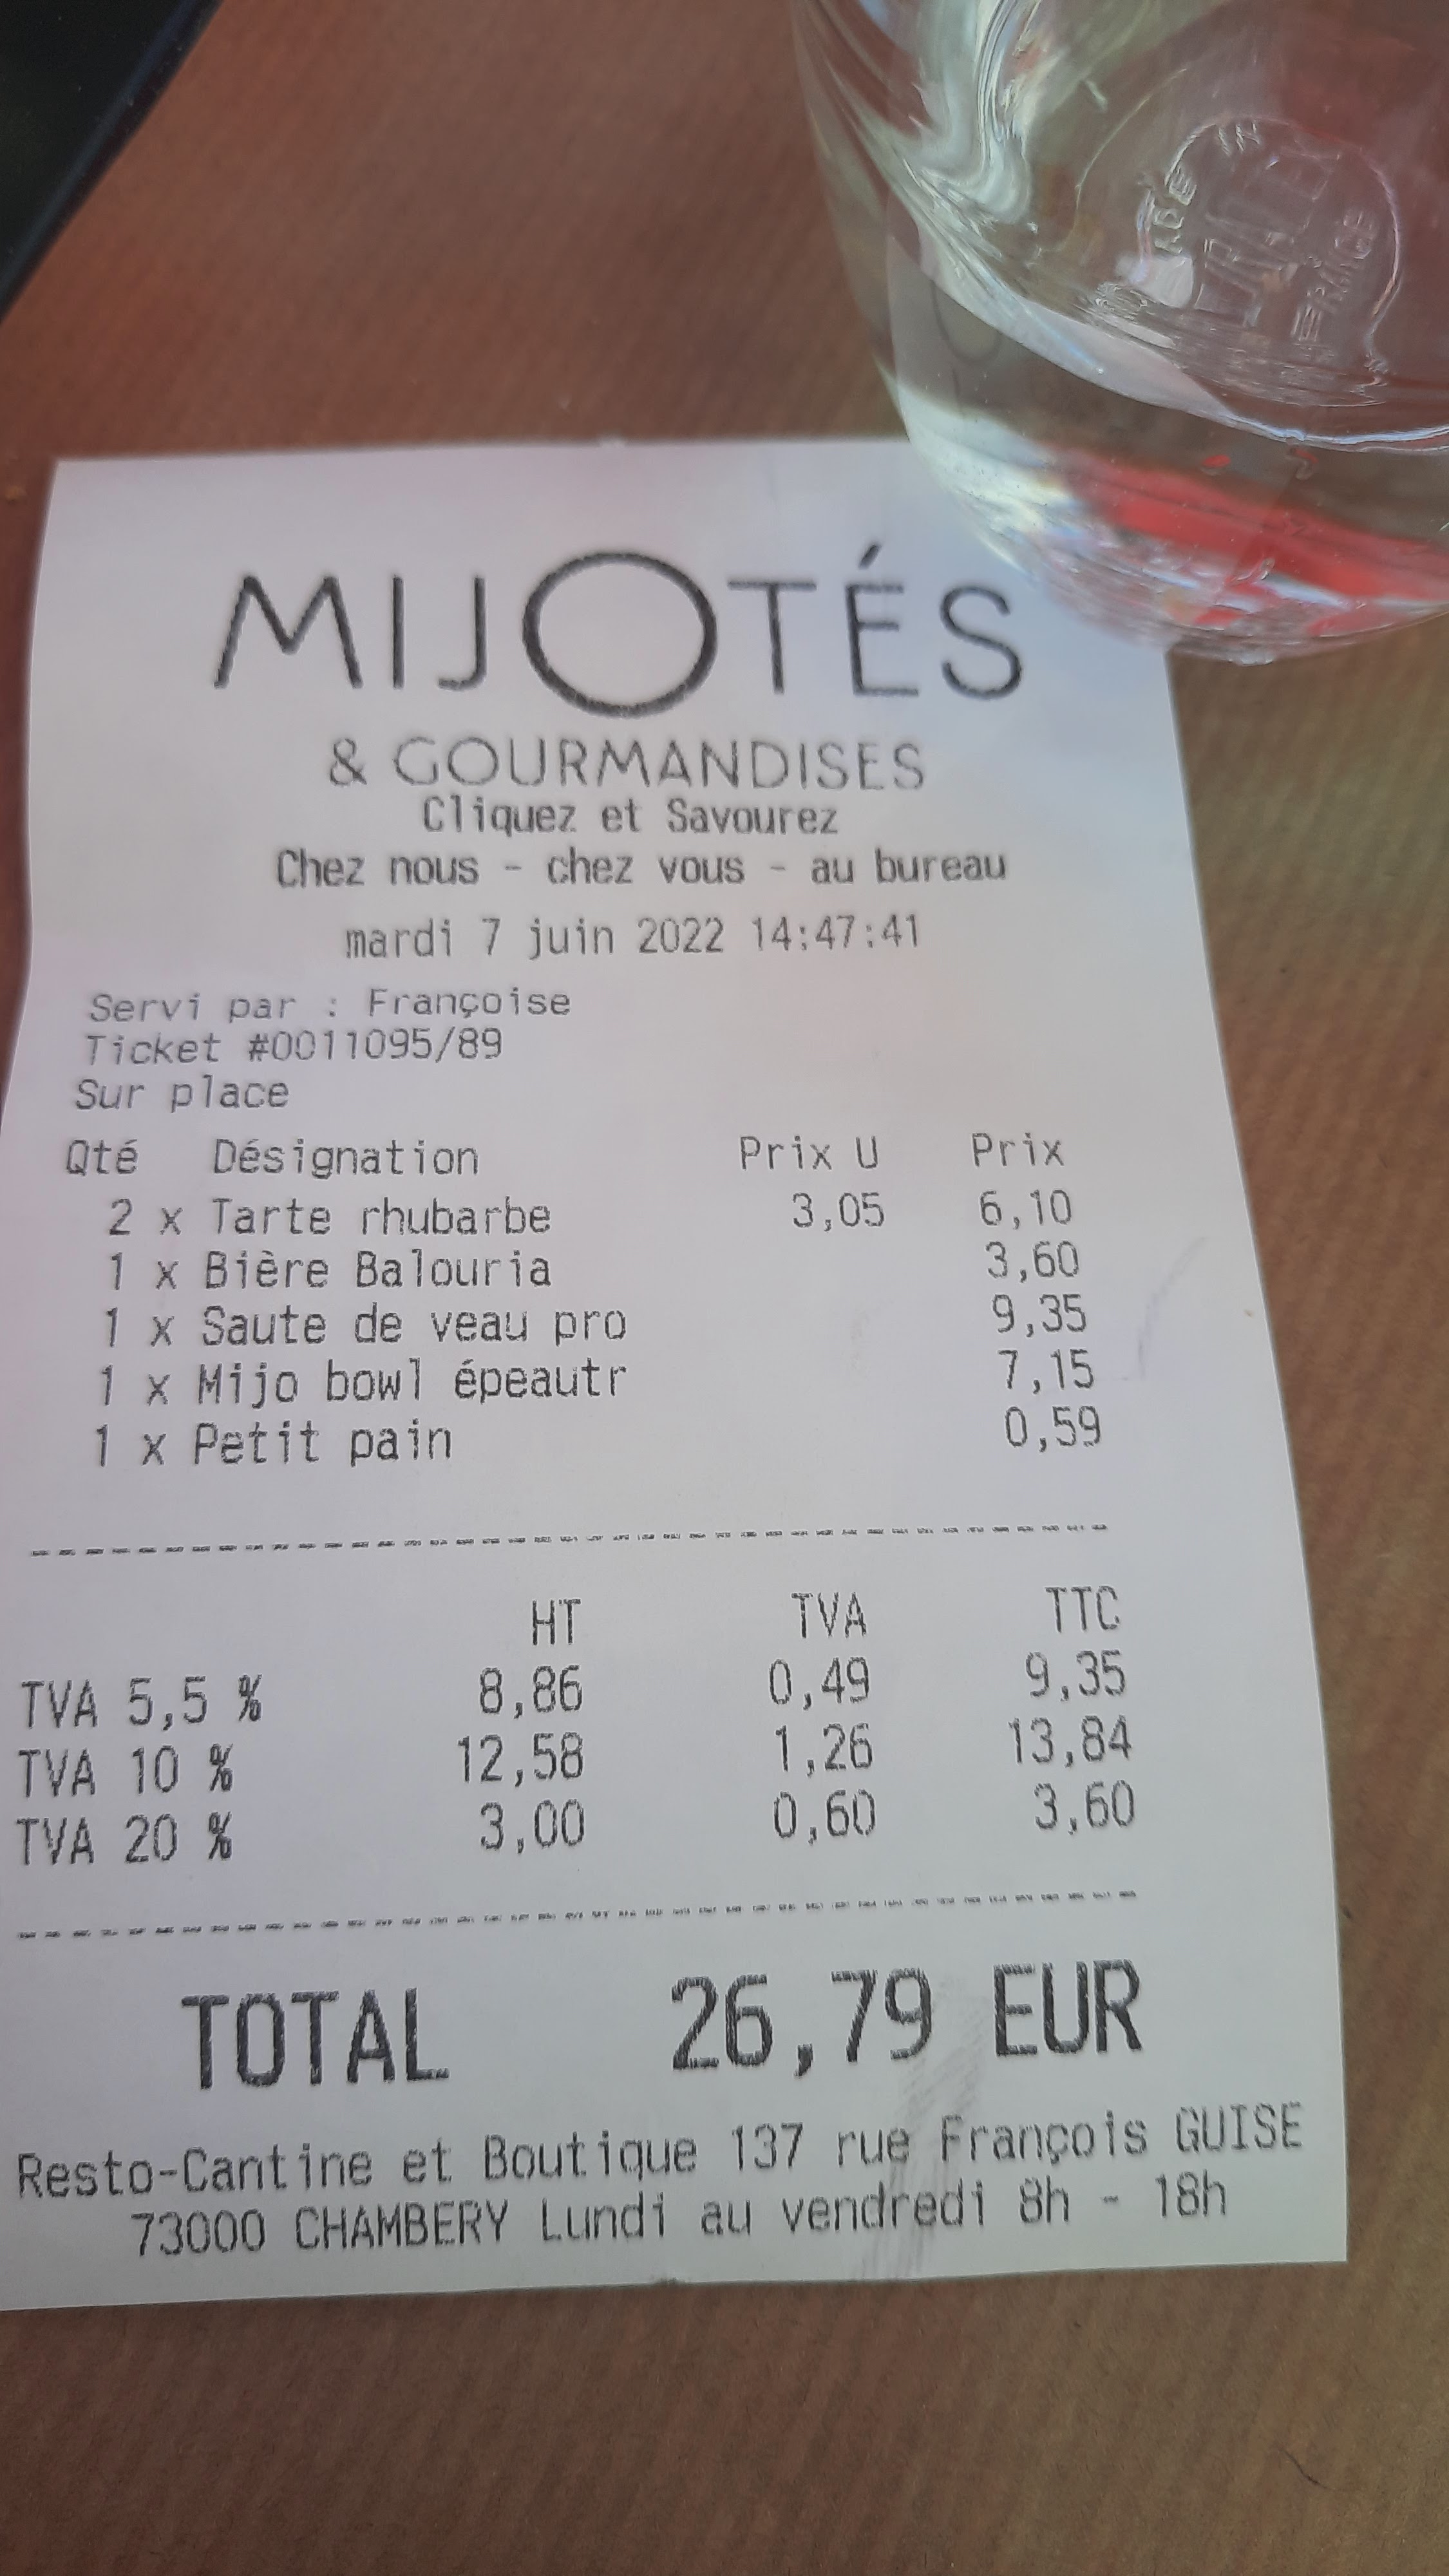 MADE IN
FRANCE
MIJOTÉS
& GOURMANDISES
Cliquez et Savourez
Chez nous - chez vous - au bureau
mardi 7 juin 2022 14:47:41
Servi par : Françoise
Ticket #0011095/89
Sur place
Qté Désignation Prix U Prix
2 x Tarte rhubarbe 3,05 6,10
1 x Bière Balouria 3,60
1 x Saute de veau pro 9,35
1 x Mijo bowl épeautr 7,15
1 x Petit pain 0,59
HT TVA TTC
TVA 5,5 % 8,86 0,49 9,35
TVA 10 % 12,58 1,26 13,84
TVA 20 % 3,00 0,60 3,60
TOTAL 26,79 EUR
Resto-Cantine et Boutique 137 rue François GUISE
73000 CHAMBERY Lundi au vendredi 8h - 18h